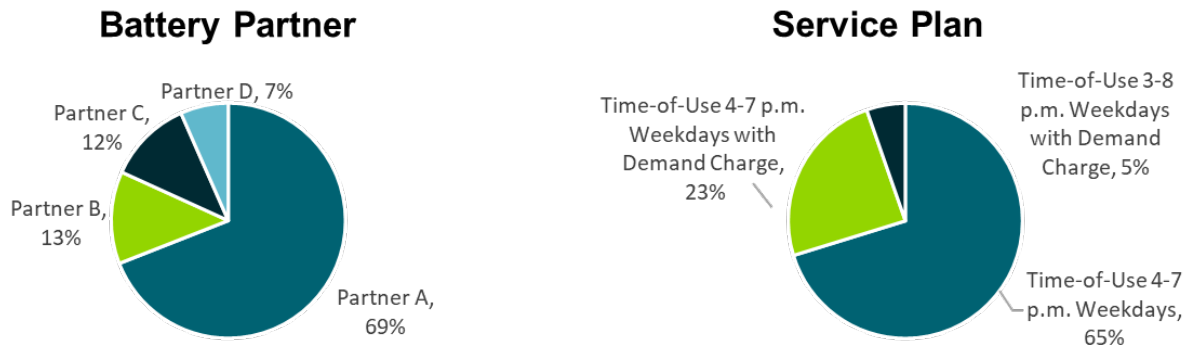 Battery Partner
Partner D, 7%
Partner C,
12%
Partner B,
13%
Partner A,
69%
Service Plan
Time-of-Use 3-8
p.m. Weekdays
with Demand
Charge, 5%
Time-of-Use 4-7 p.m.
Weekdays with
Demand Charge,
23%
Time-of-Use 4-7
p.m. Weekdays,
65%